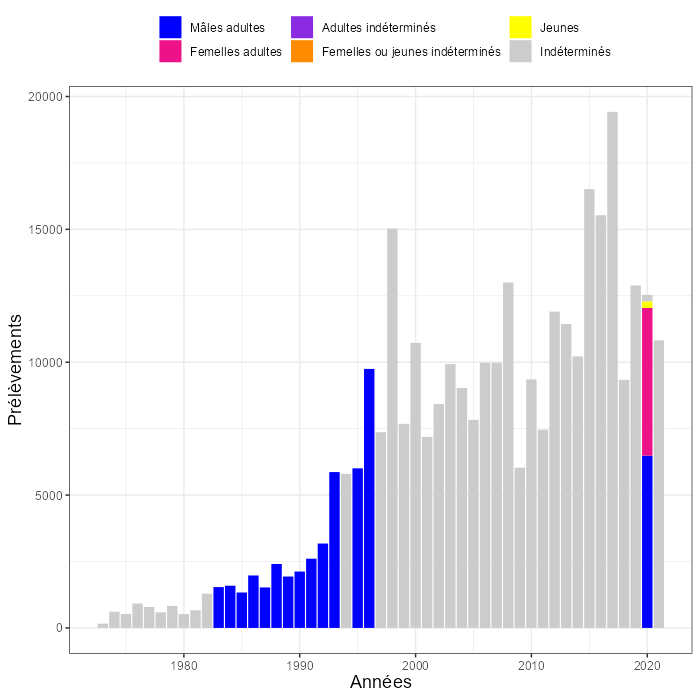 Mâles adultes
Adultes indéterminés
Jeunes
Femelles adultes
Femelles ou jeunes indéterminés
Indéterminés
Prélèvements
20000
15000
10000
5000
0
1980
1990
2000
2010
2020
Années